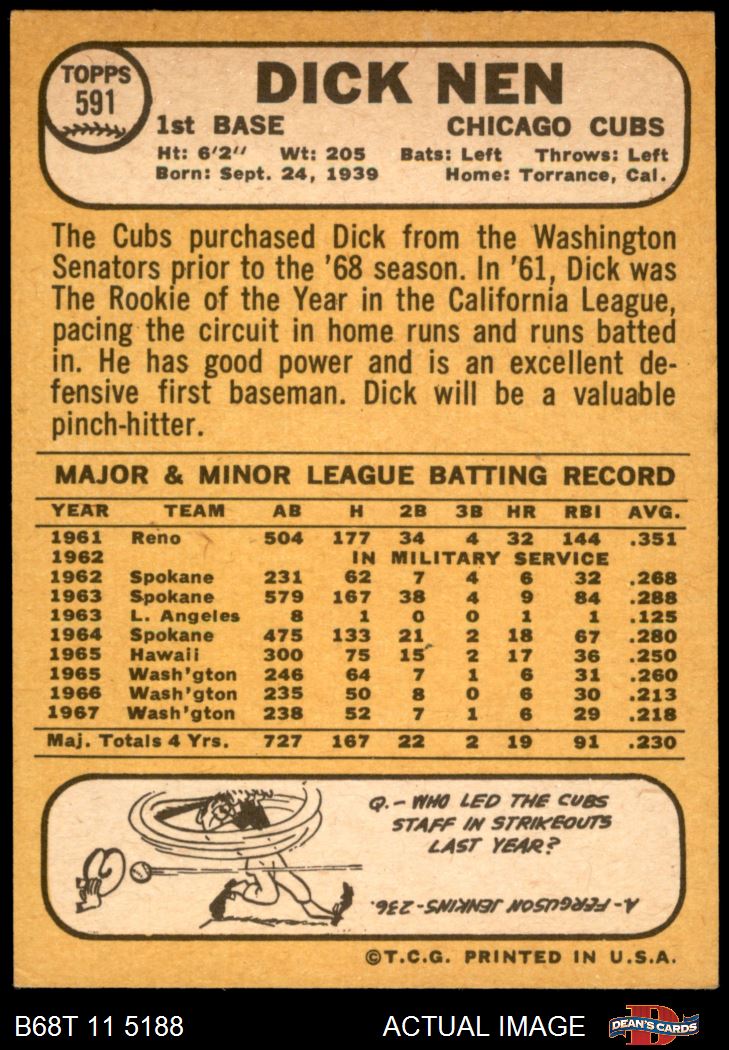 TOPPS
591
DICK NEN
1st BASE CHICAGO CUBS
Ht: 6'2" Wt: 205 Bats: Left Throws: Left
Born: Sept. 24, 1939 Home: Torrance, Cal.
The Cubs purchased Dick from the Washington
Senators prior to the '68 season. In '61, Dick was
The Rookie of the Year in the California League,
pacing the circuit in home runs and runs batted
in. He has good power and is an excellent de-
fensive first baseman. Dick will be a valuable
pinch-hitter.
MAJOR & MINOR LEAGUE BATTING RECORD
YEAR TEAM AB H 2B 3B HR RBI AVG.
1961 Reno 504 177 34 4 32 144 .351
1962 IN MILITARY SERVICE
1962 Spokane 231 62 7 4 6 32 .268
1963 Spokane 579 167 38 4 9 84 .288
1963 L. Angeles 8 1 0 0 1 1 .125
1964 Spokane 475 133 21 2 18 67 .280
1965 Hawaii 300 75 15 2 17 36 .250
1965 Wash'gton 246 64 7 1 6 31 .260
1966 Wash'gton 235 50 8 0 6 30 .213
1967 Wash'gton 238 52 7 1 6 29 .218
Maj. Totals 4 Yrs. 727 167 22 2 19 91 .230
Q.- WHO LED THE CUBS
STAFF IN STRIKEOUTS
LAST YEAR?
A- FERGUSON JENKINS-236.
©T.C.G. PRINTED IN U.S.A.
B68T 11 5188 ACTUAL IMAGE DEAN'S CARDS